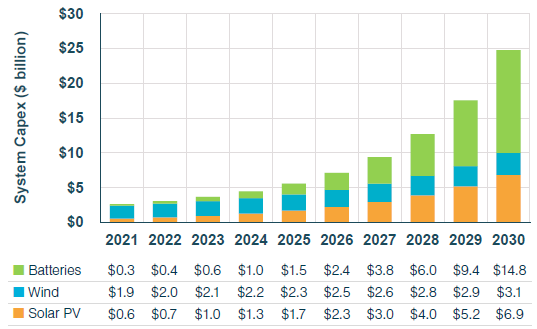 System Capex ($ billion)
$30
$25
$20
$15
$10
$5
$0
2021 2022 2023 2024 2025 2026 2027 2028 2029 2030
Batteries $0.3 $0.4 $0.6 $1.0 $1.5 $2.4 $3.8 $6.0 $9.4 $14.8
Wind $1.9 $2.0 $2.1 $2.2 $2.3 $2.5 $2.6 $2.8 $2.9 $3.1
Solar PV $0.6 $0.7 $1.0 $1.3 $1.7 $2.3 $3.0 $4.0 $5.2 $6.9